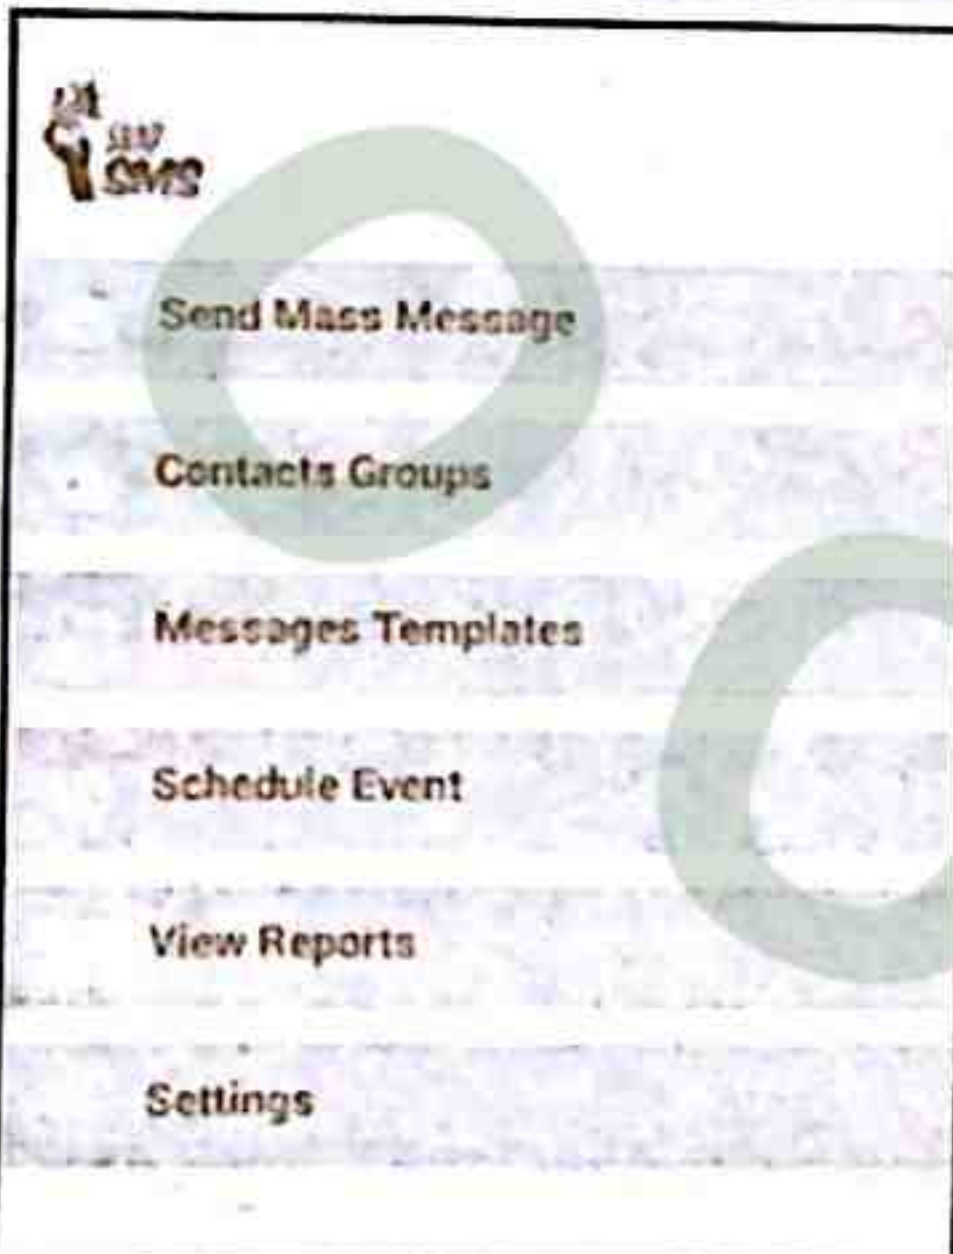 SMS
Send Mass Message
Contacts Groups
Messages Templates
Schedule Event
View Reports
Settings